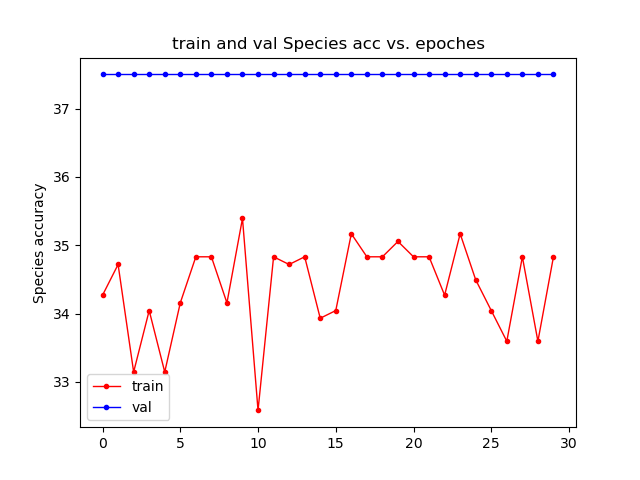 train and val Species acc vs. epoches
Species accuracy
37
36
35
34
33
train
val
0 5 10 15 20 25 30